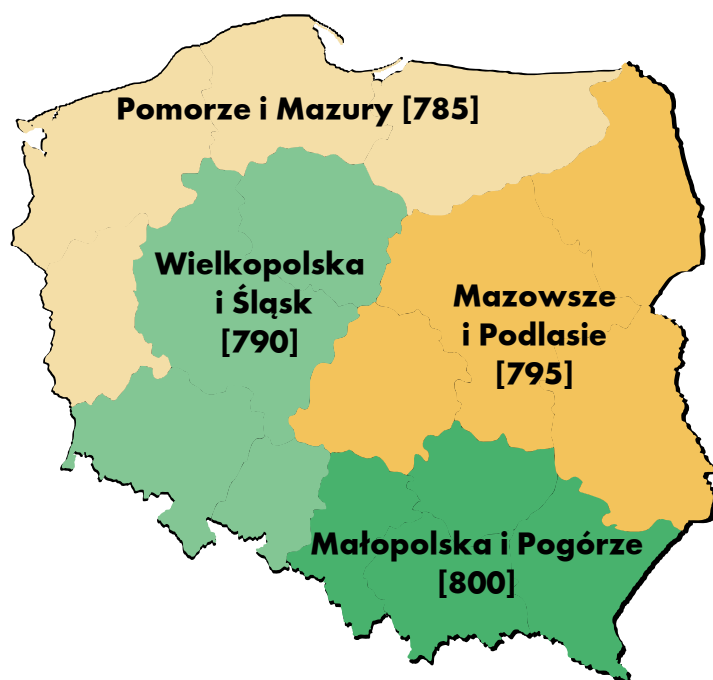 Pomorze i Mazury [785]
Wielkopolska
i Śląsk
[790]
Mazowsze
i Podlasie
[795]
Małopolska i Pogórze
[800]